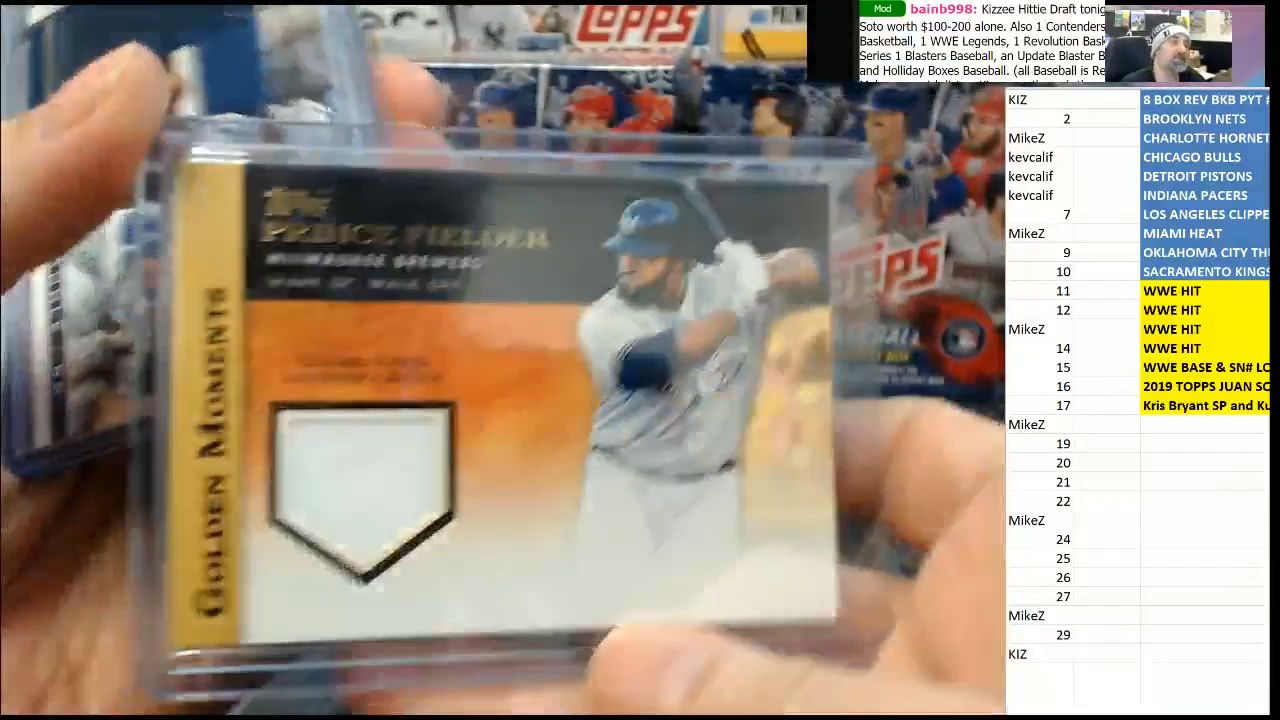 Mod bainb998: Kizzee Hittie Draft tonig
Soto worth $100-200 alone. Also 1 Contenders
Basketball, 1 WWE Legends, 1 Revolution Bask
Series 1 Blasters Baseball, an Update Blaster B
and Holliday Boxes Baseball. (all Baseball is Re
TOPPS
TOPPS
Topps
PRINCE FIELDER
MILWAUKEE BREWERS
GOLDEN MOMENTS
KIZ 8 BOX REV BKB PYT #
2 BROOKLYN NETS
MikeZ CHARLOTTE HORNET
kevcalif CHICAGO BULLS
kevcalif DETROIT PISTONS
kevcalif INDIANA PACERS
7 LOS ANGELES CLIPPE
MikeZ MIAMI HEAT
9 OKLAHOMA CITY TH
10 SACRAMENTO KINGS
11 WWE HIT
12 WWE HIT
MikeZ WWE HIT
14 WWE HIT
15 WWE BASE & SN# LO
16 2019 TOPPS JUAN SO
17 Kris Bryant SP and Ku
MikeZ
19
20
21
22
MikeZ
24
25
26
27
MikeZ
29
KIZ